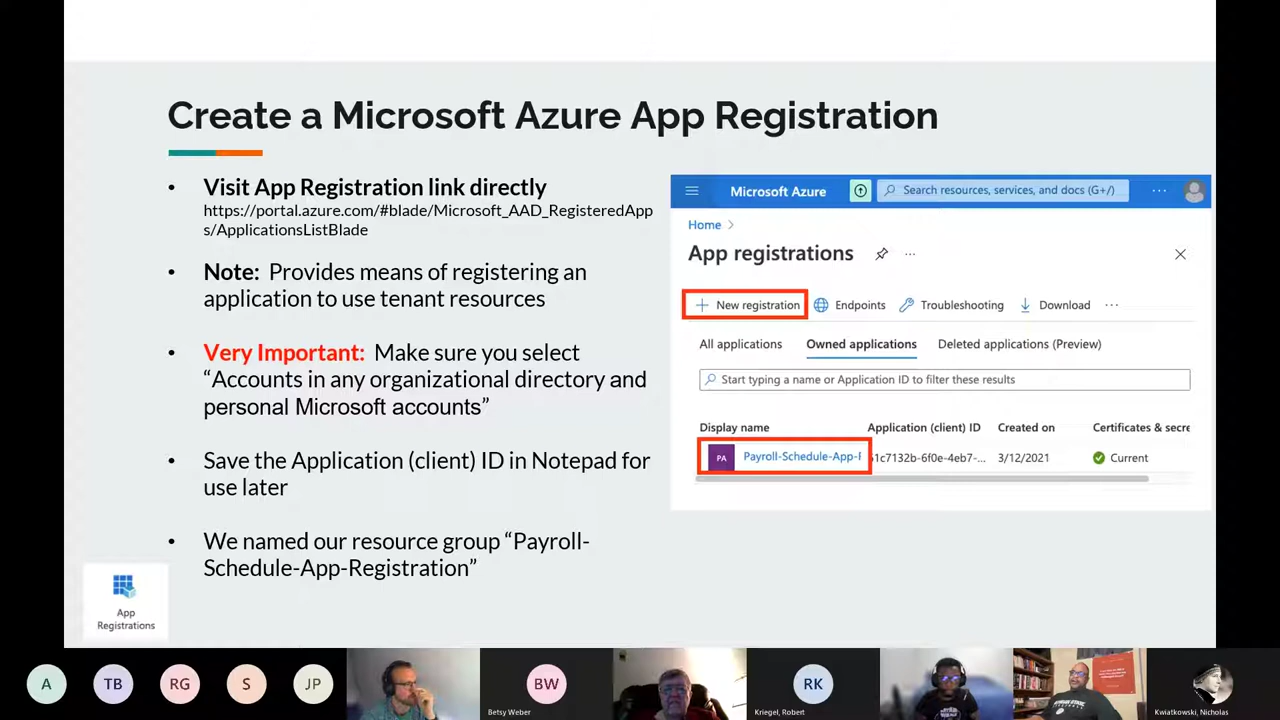 Create a Microsoft Azure App Registration
• Visit App Registration link directly
https://portal.azure.com/#blade/Microsoft_AAD_RegisteredApp
s/ApplicationsListBlade
• Note: Provides means of registering an
application to use tenant resources
• Very Important: Make sure you select
“Accounts in any organizational directory and
personal Microsoft accounts”
• Save the Application (client) ID in Notepad for
use later
• We named our resource group “Payroll-
Schedule-App-Registration”
App
Registrations
Microsoft Azure
Search resources, services, and docs (G+/)
Home
App registrations
New registration Endpoints Troubleshooting Download
All applications Owned applications Deleted applications (Preview)
Start typing a name or Application ID to filter these results
Display name Application (client) ID Created on Certificates & secre
PA Payroll-Schedule-App-F 51c7132b-6f0e-4eb7-... 3/12/2021 Current
A TB RG S JP BW RK
Betsy Weber Kriegel, Robert Kwiatkowski, Nicholas